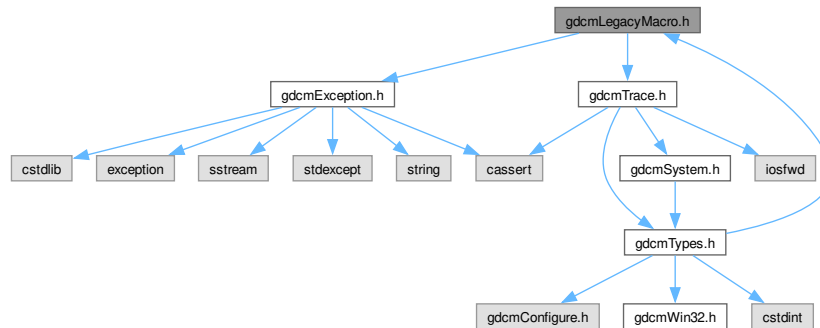 gdcmLegacyMacro.h
gdcmException.h
gdcmTrace.h
cstdlib
exception
sstream
stdexcept
string
cassert
gdcmSystem.h
iosfwd
gdcmTypes.h
gdcmConfigure.h
gdcmWin32.h
cstdint